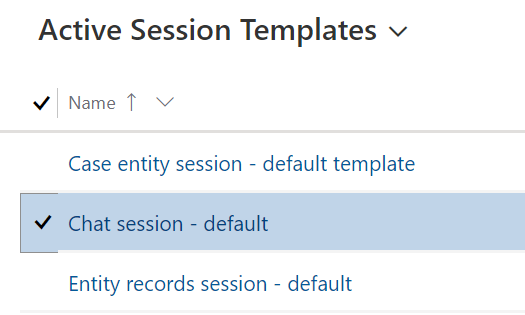 Active Session Templates
Name
Case entity session - default template
Chat session - default
Entity records session - default